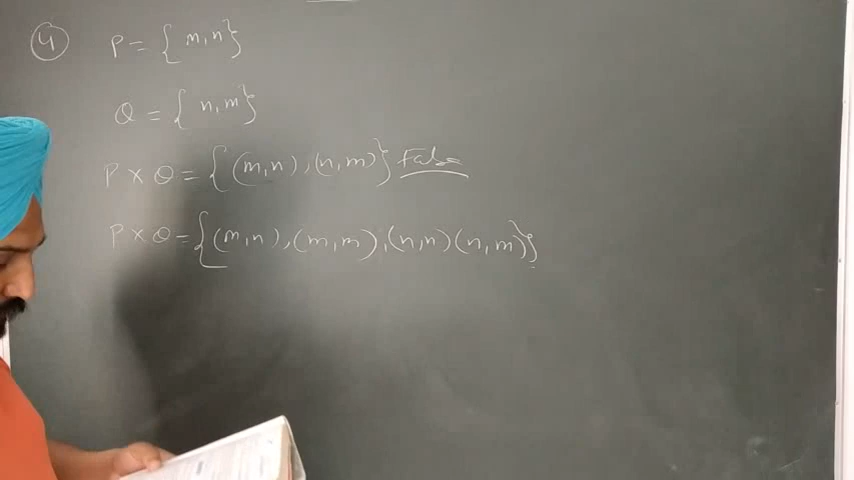 4 P = { m, n }
Q = { n, m }
P × Q = { (m, n), (n, m) } False
P × Q = { (m, n), (m, m), (n, n) (n, m) }